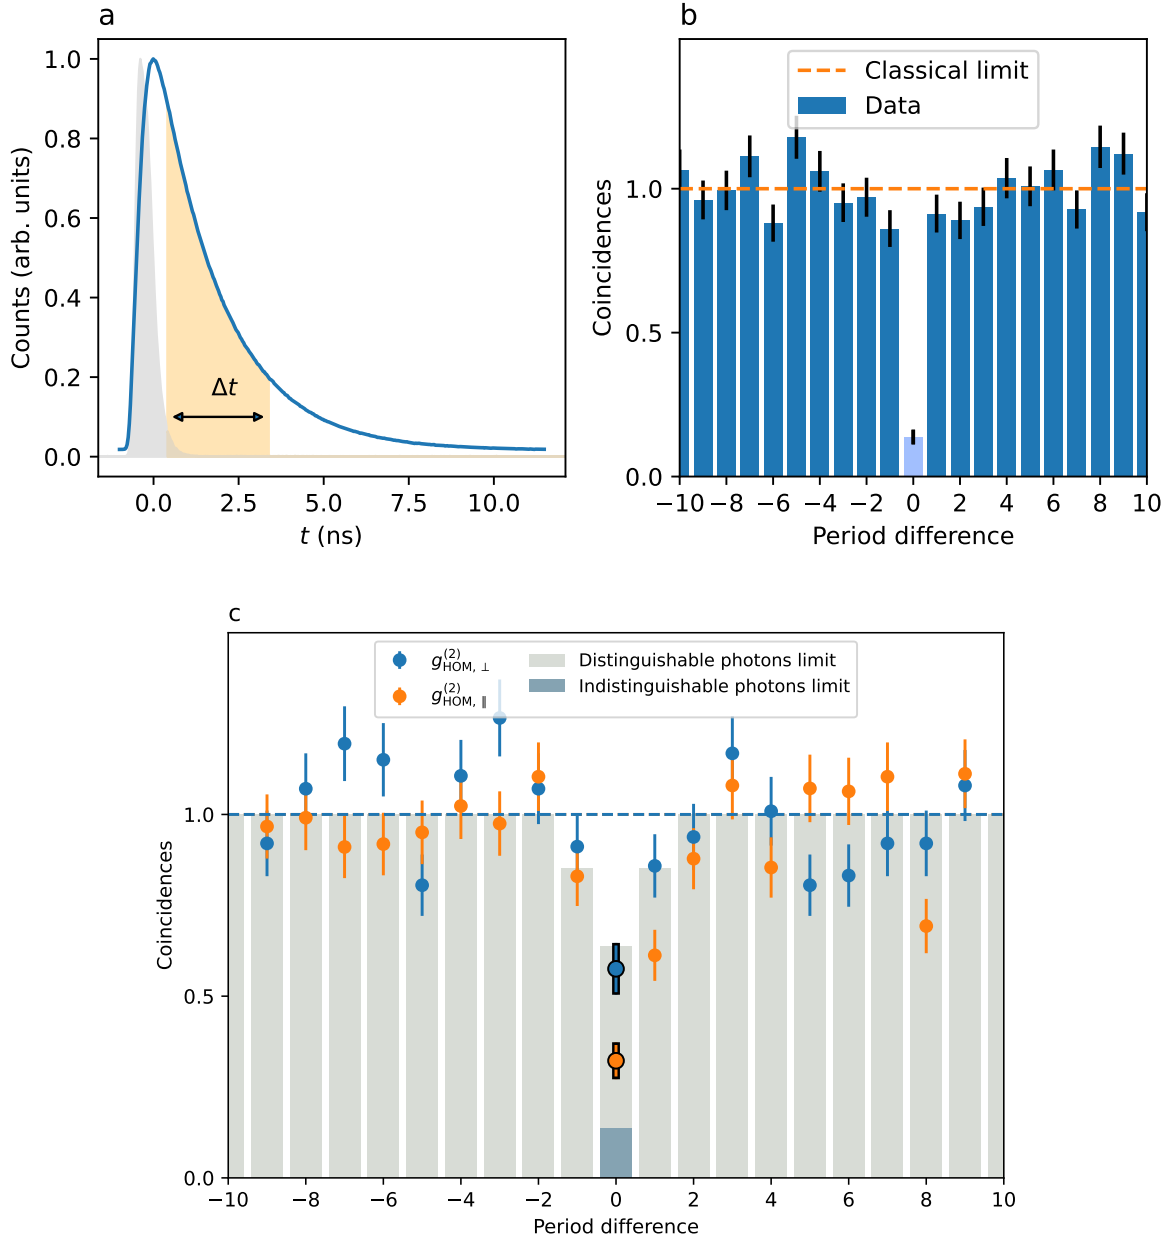 a
Counts (arb. units)
1.0
0.8
0.6
0.4
0.2
0.0
Δt
0.0 2.5 5.0 7.5 10.0
t (ns)
b
Classical limit
Data
Coincidences
1.0
0.5
0.0
−10 −8 −6 −4 −2 0 2 4 6 8 10
Period difference
c
g(2)HOM, ⊥
g(2)HOM, ∥
Distinguishable photons limit
Indistinguishable photons limit
Coincidences
1.0
0.5
0.0
−10 −8 −6 −4 −2 0 2 4 6 8 10
Period difference